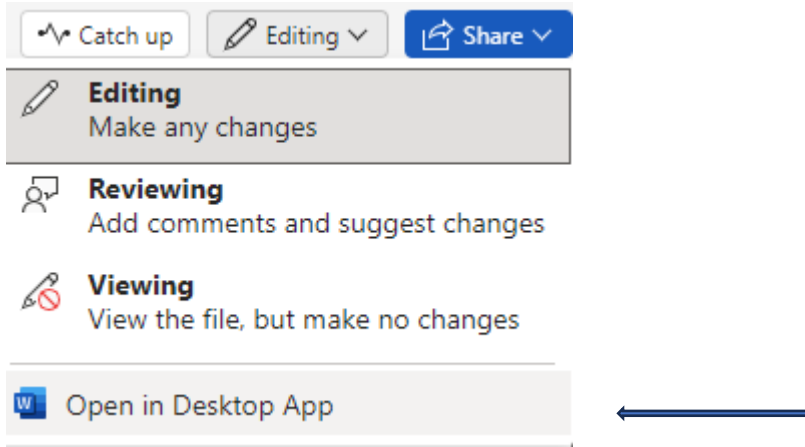 Catch up Editing Share
Editing
Make any changes
Reviewing
Add comments and suggest changes
Viewing
View the file, but make no changes
W Open in Desktop App